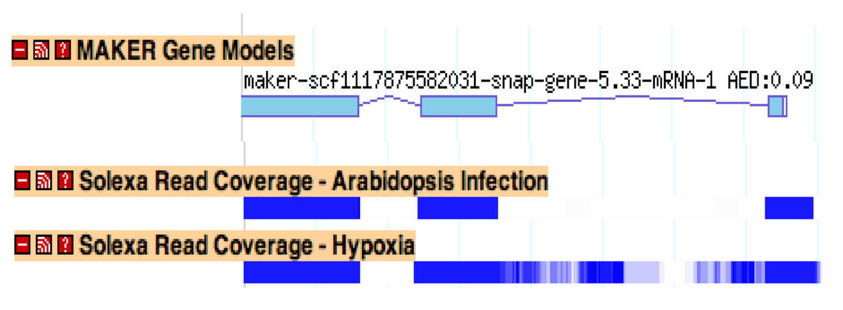 MAKER Gene Models
maker-scf1117875582031-snap-gene-5.33-mRNA-1 AED:0.09
Solexa Read Coverage - Arabidopsis Infection
Solexa Read Coverage - Hypoxia